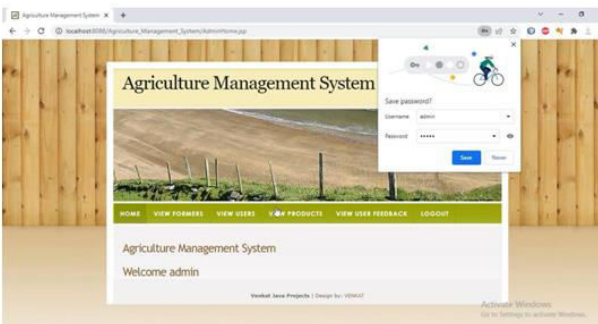 Agriculture Management System
localhost:8088/Agriculture_Management_System/AdminHome.jsp
Agriculture Management System
Save password?
Username admin
Password •••••
Save Never
HOME VIEW FORMERS VIEW USERS VIEW PRODUCTS VIEW USER FEEDBACK LOGOUT
Agriculture Management System
Welcome admin
Venkat Java Projects | Design by: VENKAT
Activate Windows
Go to Settings to activate Windows.